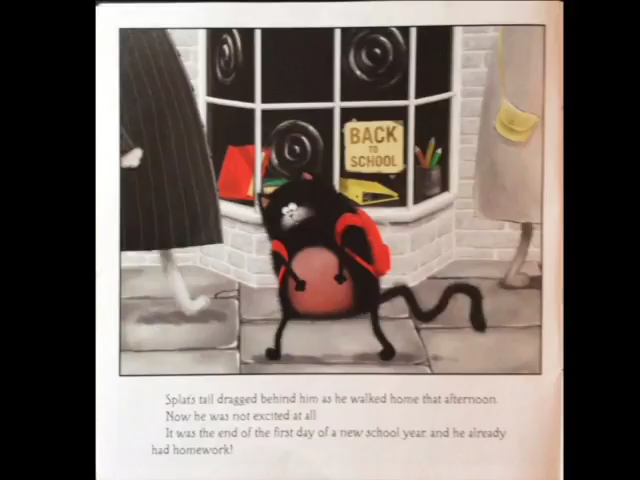 BACK
TO
SCHOOL
Splat's tail dragged behind him as he walked home that afternoon.
Now he was not excited at all
It was the end of the first day of a new school year and he already
had homework!